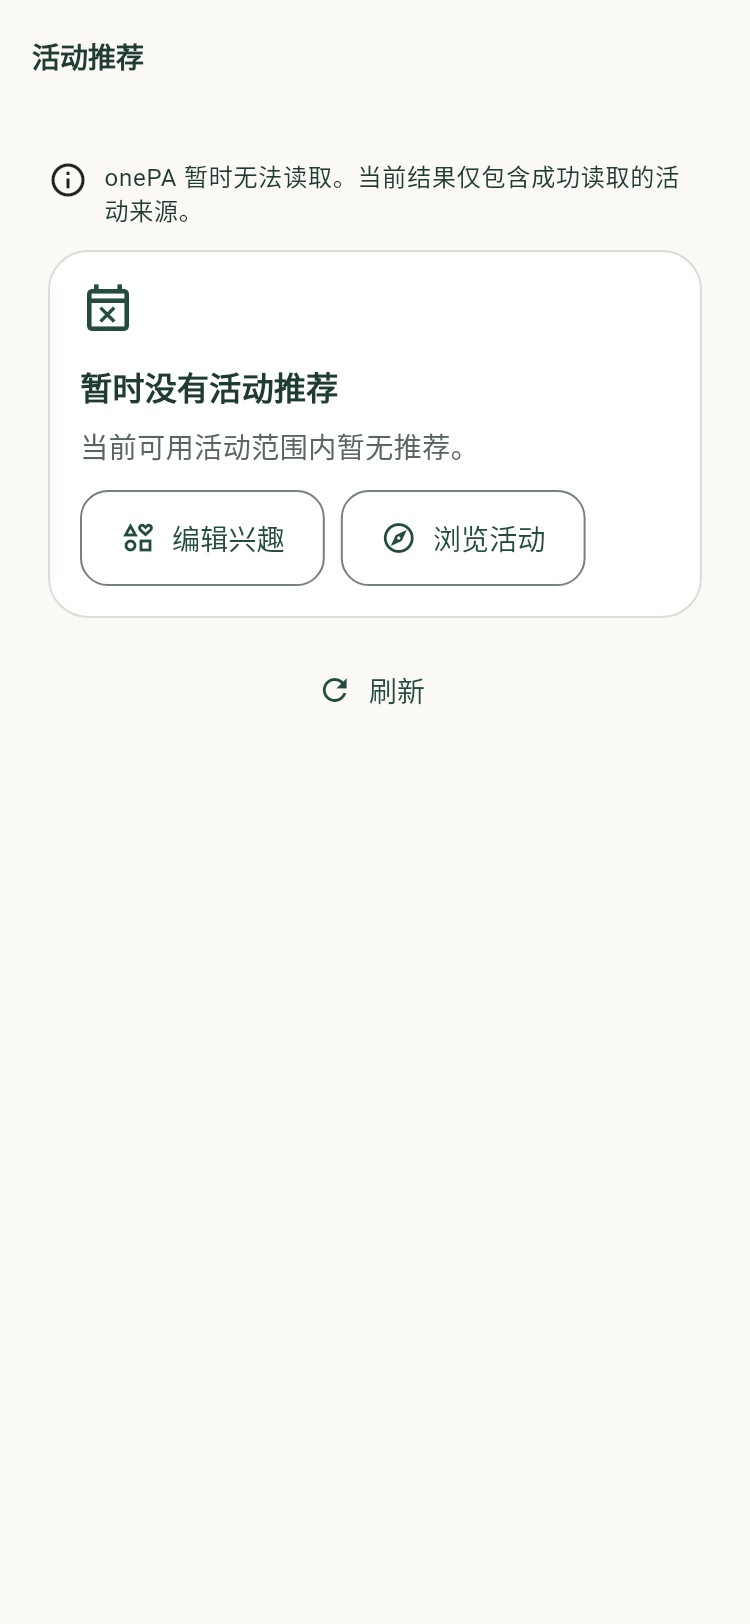 活动推荐
onePA 暂时无法读取。当前结果仅包含成功读取的活
动来源。
暂时没有活动推荐
当前可用活动范围内暂无推荐。
编辑兴趣
浏览活动
刷新